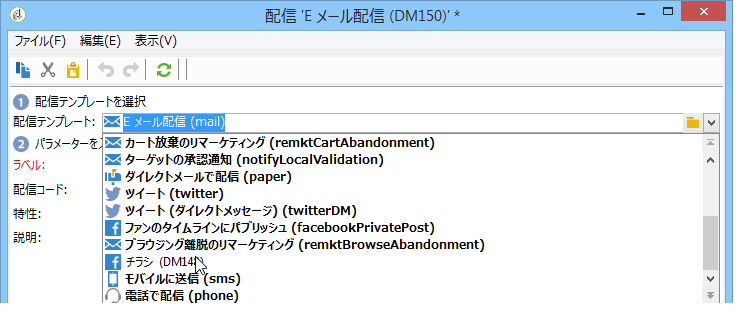 配信 'E メール配信 (DM150)' *
ファイル(F) 編集(E) 表示(V)
1 配信テンプレートを選択
配信テンプレート: E メール配信 (mail)
2 パラメーターを
カート放棄のリマーケティング (remktCartAbandonment)
ラベル: ターゲットの承認通知 (notifyLocalValidation)
ダイレクトメールで配信 (paper)
配信コード: ツイート (twitter)
特性: ツイート (ダイレクトメッセージ) (twitterDM)
ファンのタイムラインにパブリッシュ (facebookPrivatePost)
説明: ブラウジング離脱のリマーケティング (remktBrowseAbandonment)
チラシ (DM14
モバイルに送信 (sms)
電話で配信 (phone)